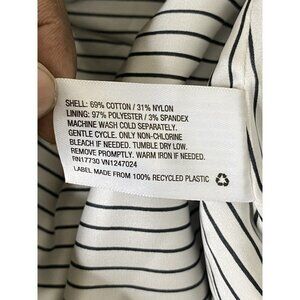 SHELL: 69% COTTON / 31% NYLON
LINING: 97% POLYESTER / 3% SPANDEX
MACHINE WASH COLD SEPARATELY.
GENTLE CYCLE. ONLY NON-CHLORINE
BLEACH IF NEEDED. TUMBLE DRY LOW.
REMOVE PROMPTLY. WARM IRON IF NEEDED.
RN17730 VN1247024
LABEL MADE FROM 100% RECYCLED PLASTIC